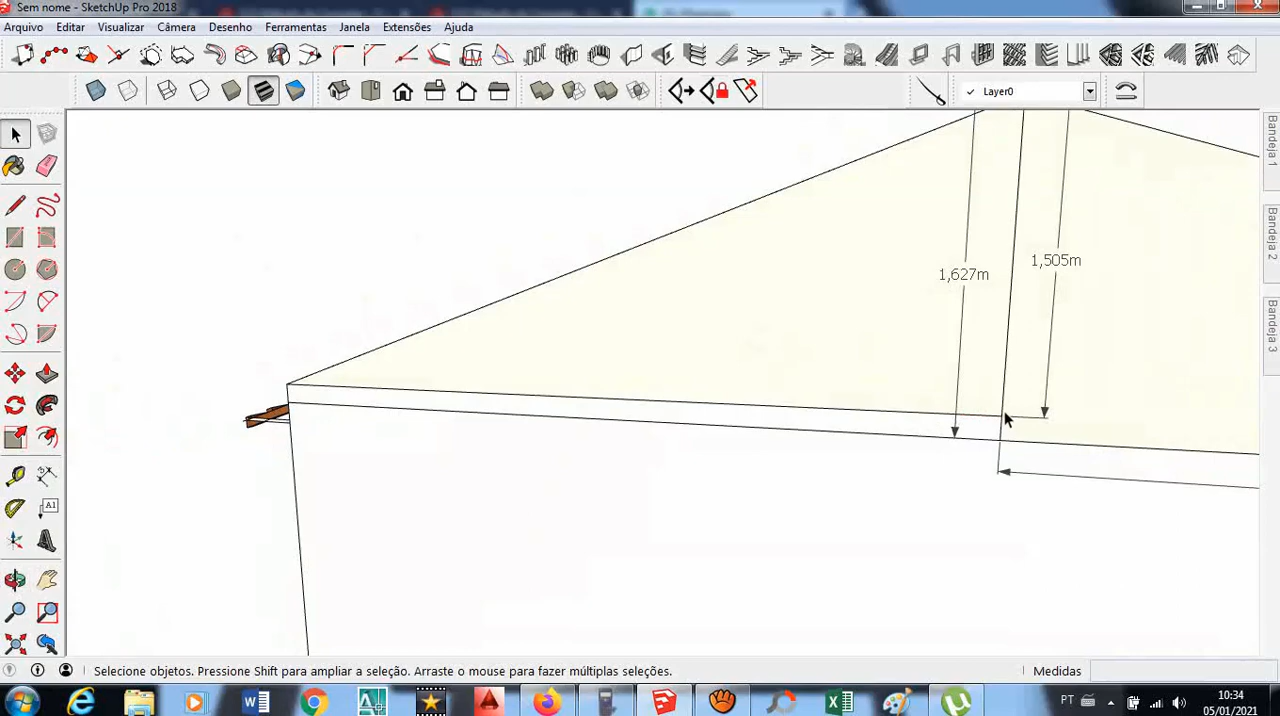 Sem nome - SketchUp Pro 2018
Arquivo Editar Visualizar Câmera Desenho Ferramentas Janela Extensões Ajuda
✓ Layer0
Bandeja 1
Bandeja 2
Bandeja 3
1,627m
1,505m
A1
Selecione objetos. Pressione Shift para ampliar a seleção. Arraste o mouse para fazer múltiplas seleções.
Medidas
PT
10:34
05/01/2021